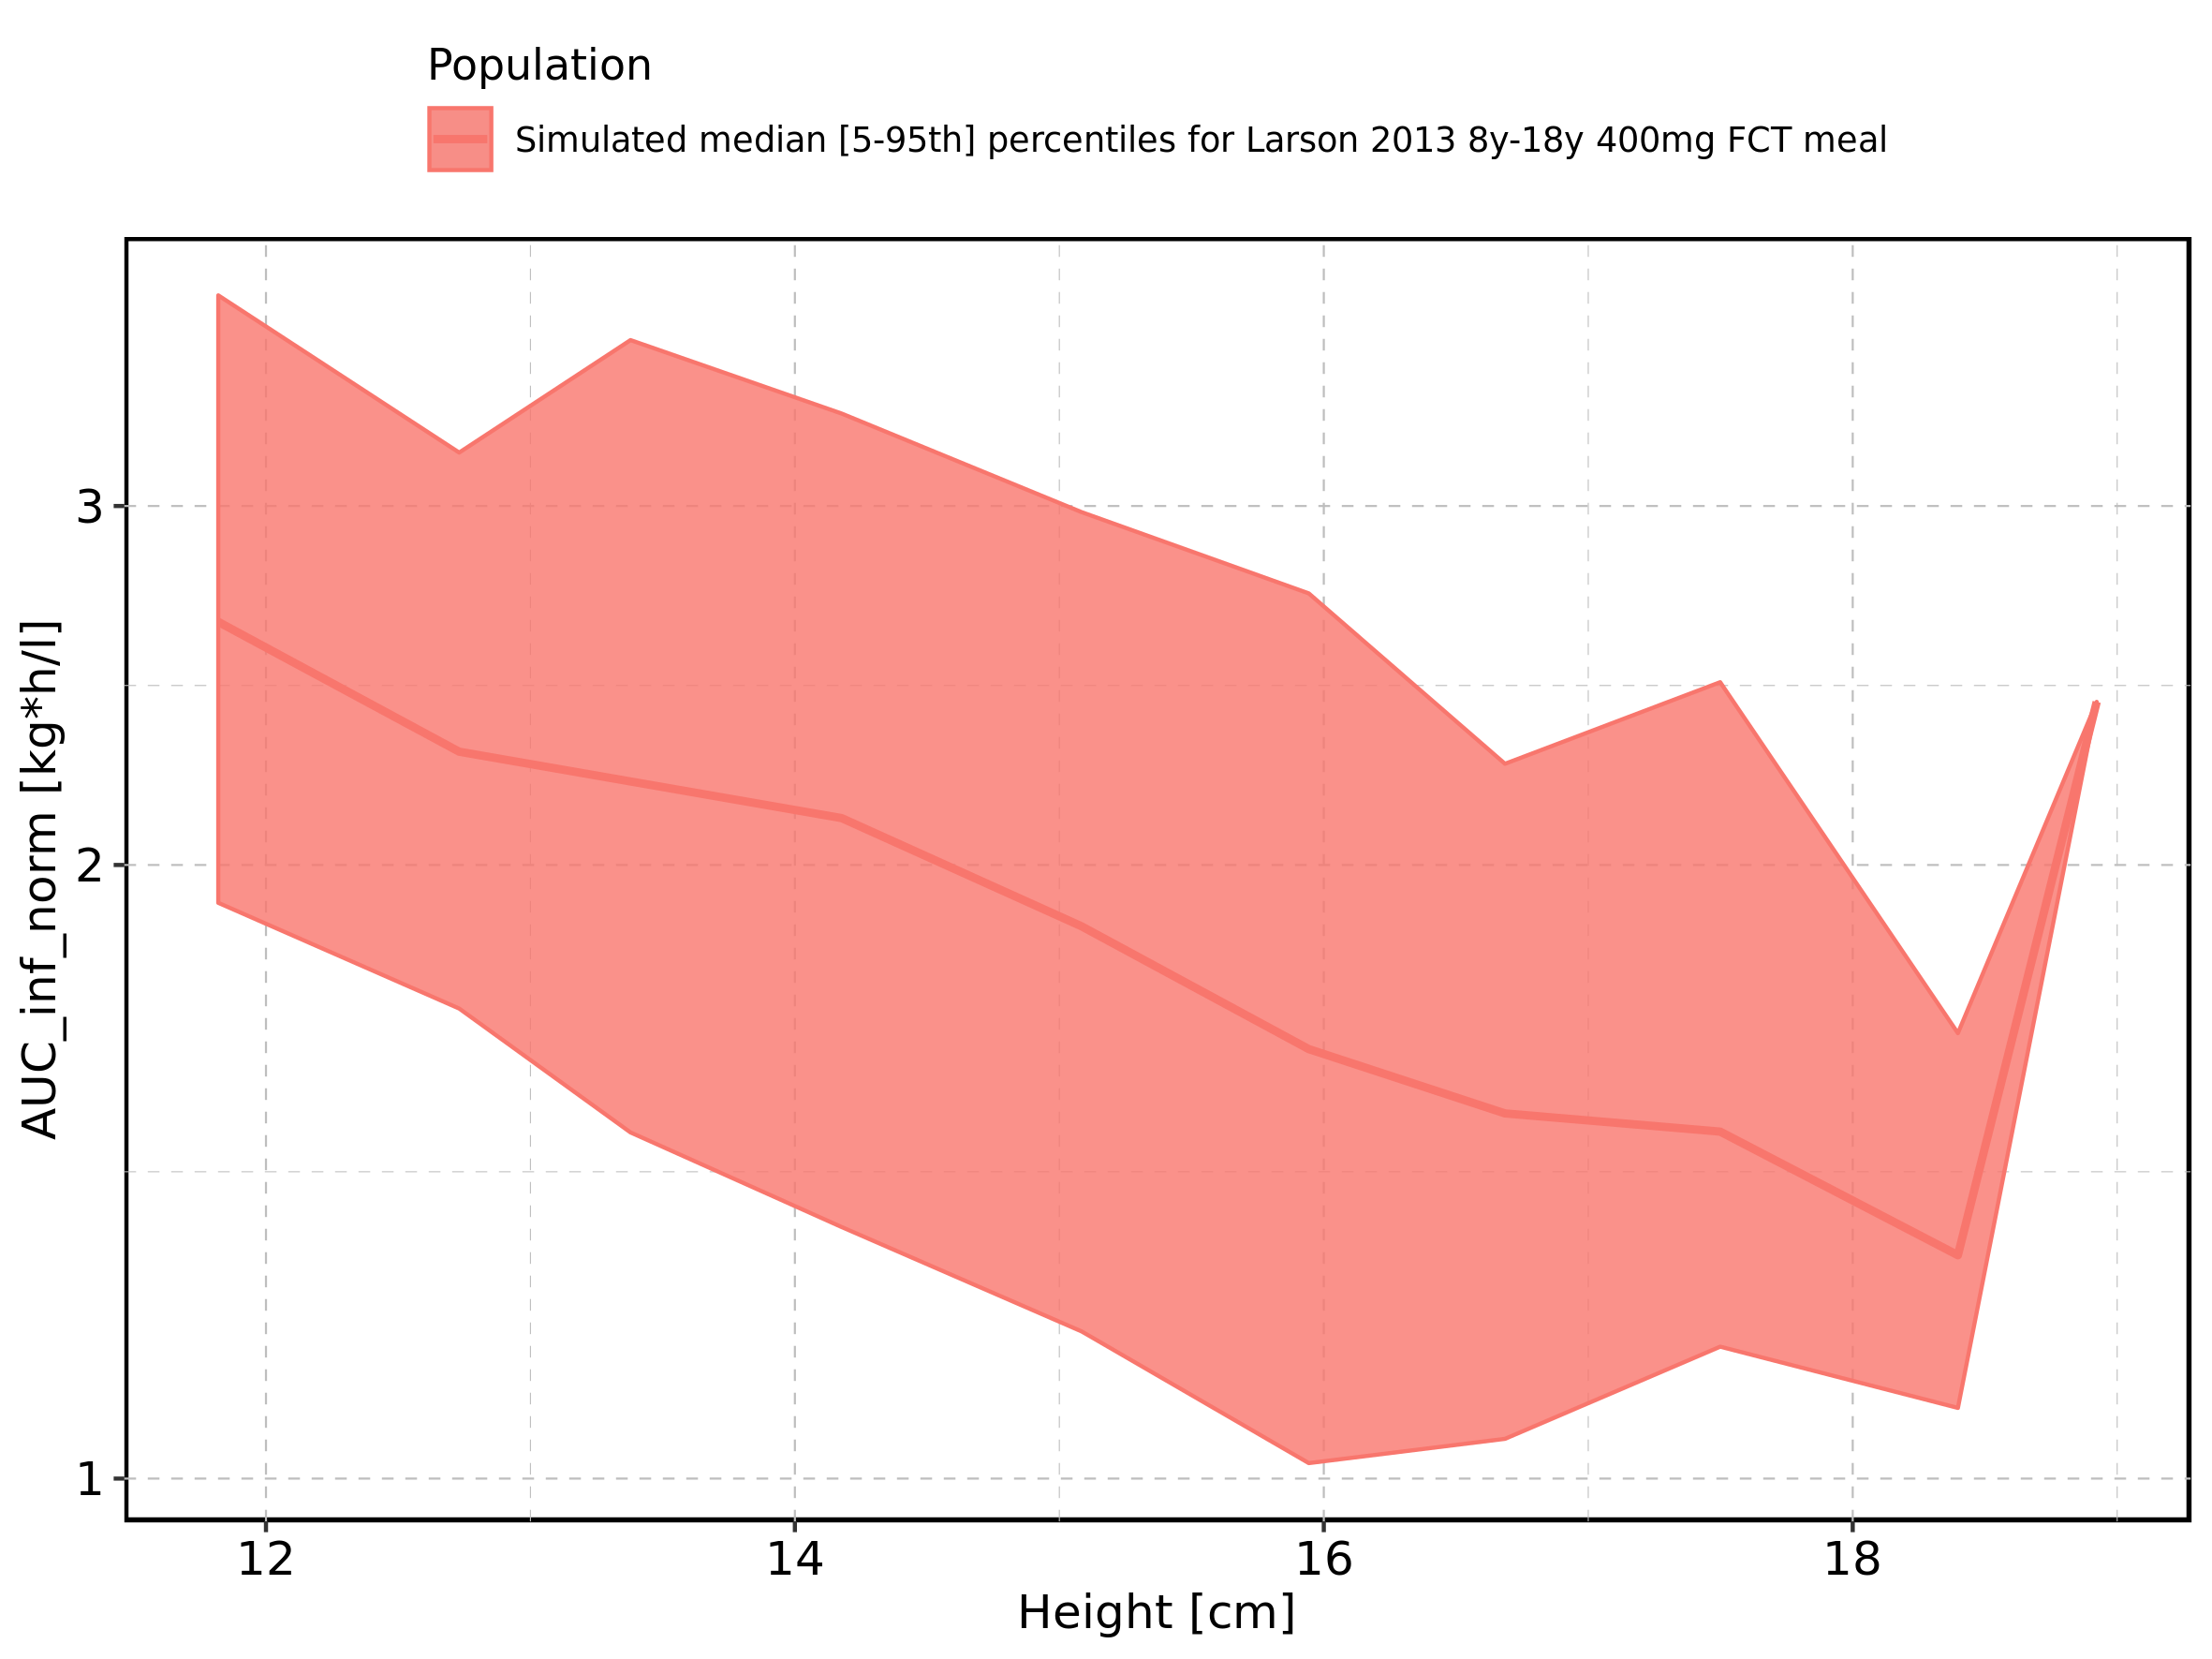 Population
Simulated median [5-95th] percentiles for Larson 2013 8y-18y 400mg FCT meal
AUC_inf_norm [kg*h/l]
3
2
1
12 14 16 18
Height [cm]